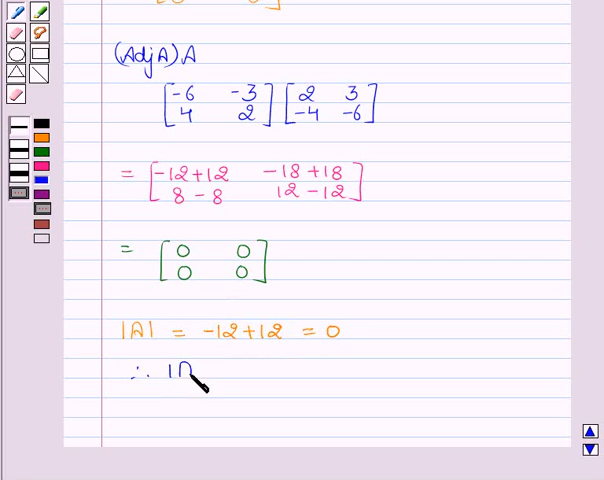 (AdjA) A
[-6 -3] [2 3]
[4 2] [-4 -6]
= [-12+12 -18+18]
[8-8 12-12]
= [0 0]
[0 0]
|A| = -12+12 = 0
∴ |